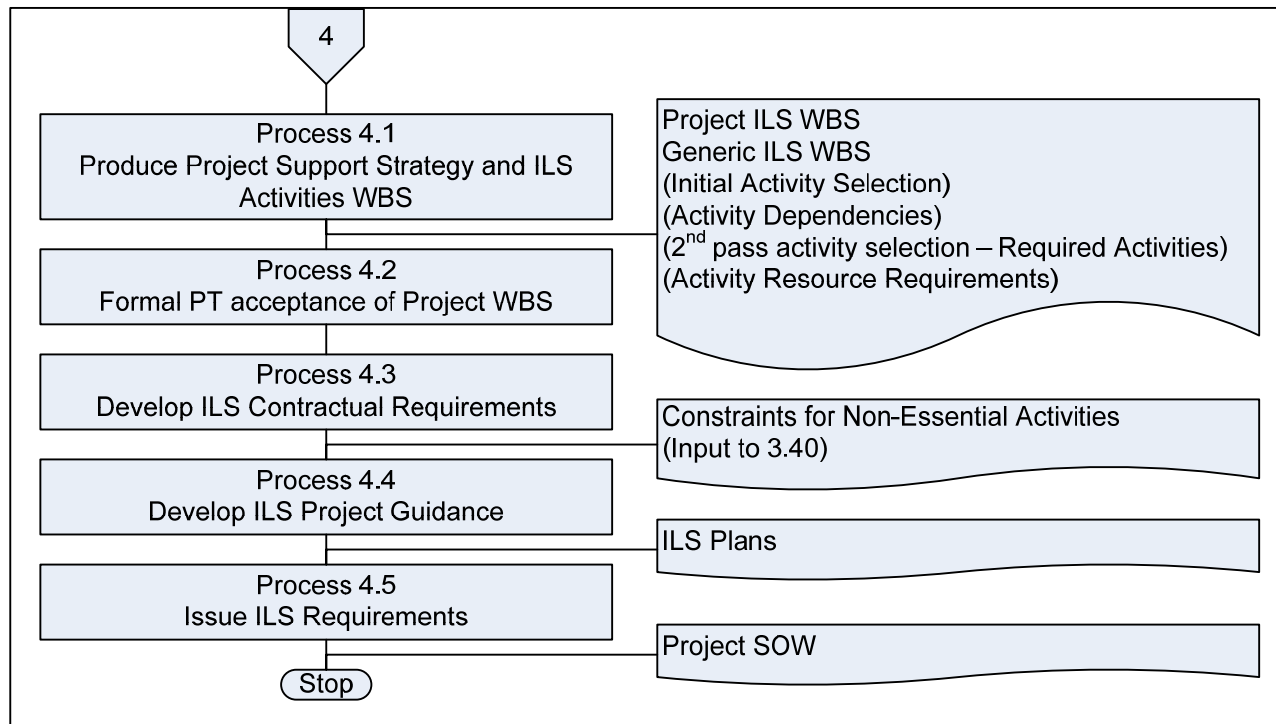 4
Process 4.1
Produce Project Support Strategy and ILS
Activities WBS
Project ILS WBS
Generic ILS WBS
(Initial Activity Selection)
(Activity Dependencies)
(2nd pass activity selection – Required Activities)
(Activity Resource Requirements)
Process 4.2
Formal PT acceptance of Project WBS
Process 4.3
Develop ILS Contractual Requirements
Constraints for Non-Essential Activities
(Input to 3.40)
Process 4.4
Develop ILS Project Guidance
ILS Plans
Process 4.5
Issue ILS Requirements
Project SOW
Stop